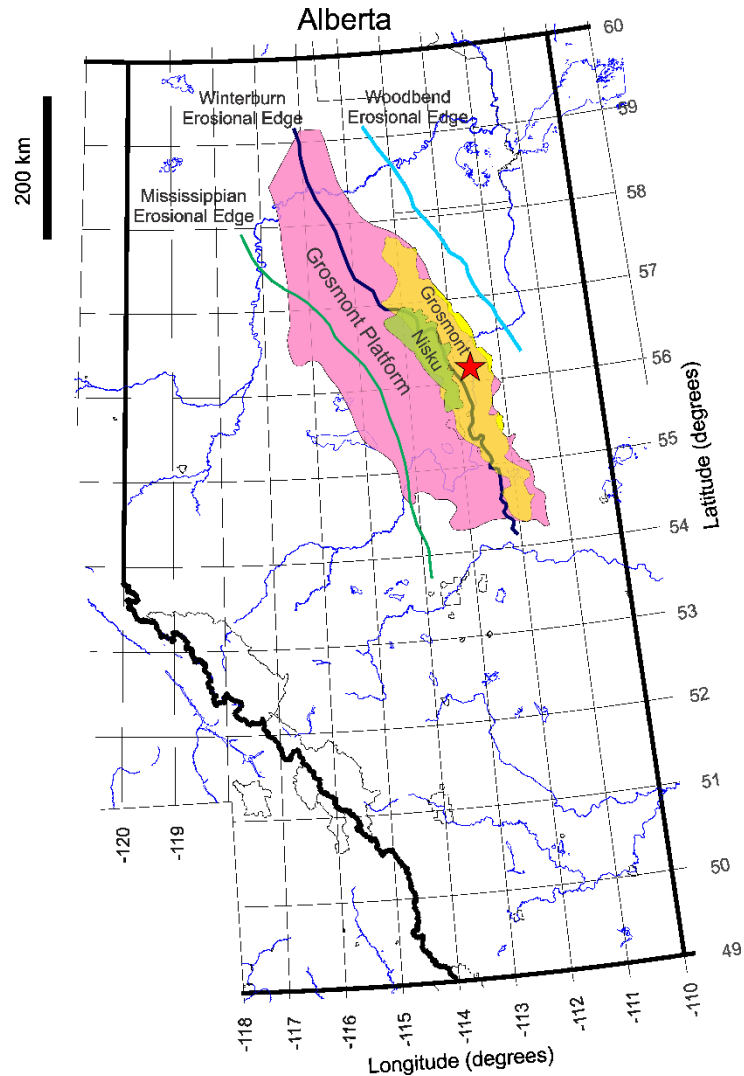 Alberta
60
59
58
57
56
55
54
53
52
51
50
49
Latitude (degrees)
200 km
Winterburn
Erosional Edge
Woodbend
Erosional Edge
Mississippian
Erosional Edge
Grosmont Platform
Grosmont
Nisku
-120
-119
-118
-117
-116
-115
-114
-113
-112
-111
-110
Longitude (degrees)